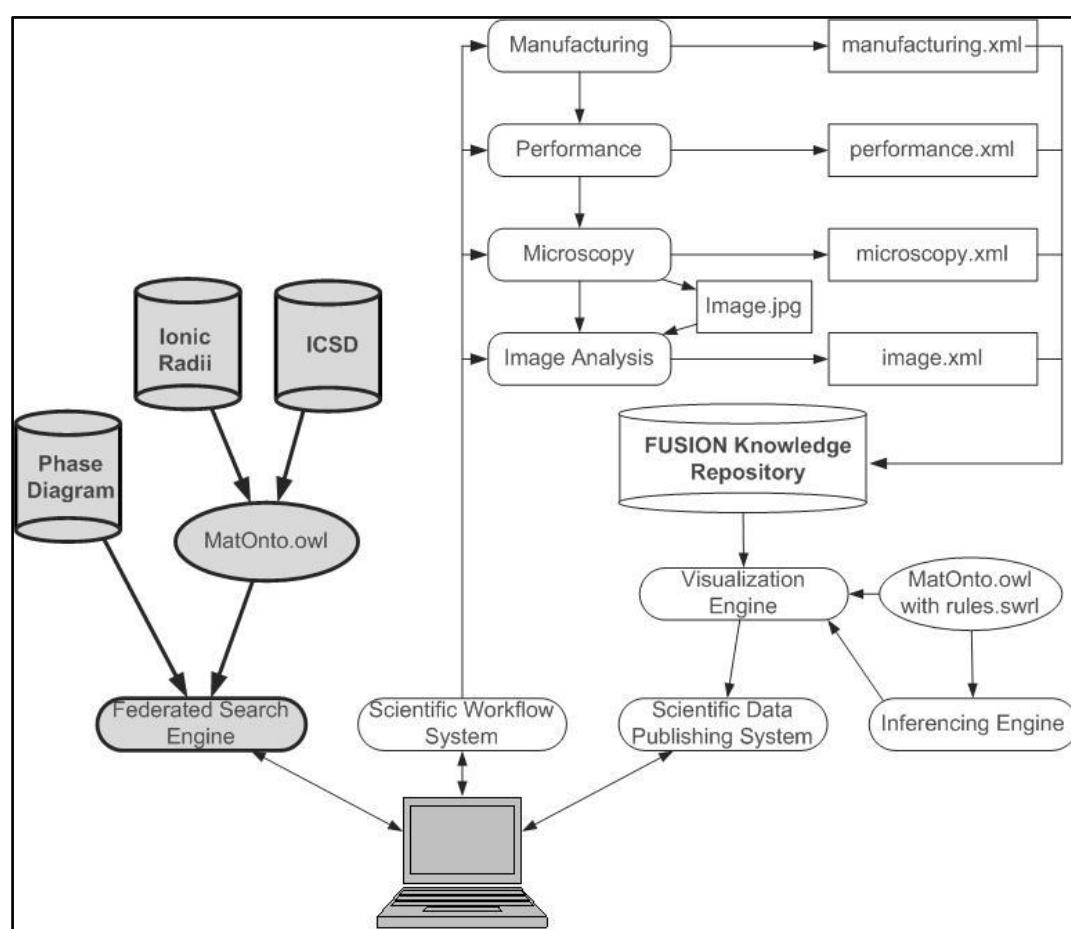 Manufacturing
manufacturing.xml
Performance
performance.xml
Microscopy
microscopy.xml
Image.jpg
Image Analysis
image.xml
Ionic
Radii
ICSD
Phase
Diagram
MatOnto.owl
FUSION Knowledge
Repository
Visualization
Engine
MatOnto.owl
with rules.swrl
Federated Search
Engine
Scientific Workflow
System
Scientific Data
Publishing System
Inferencing Engine